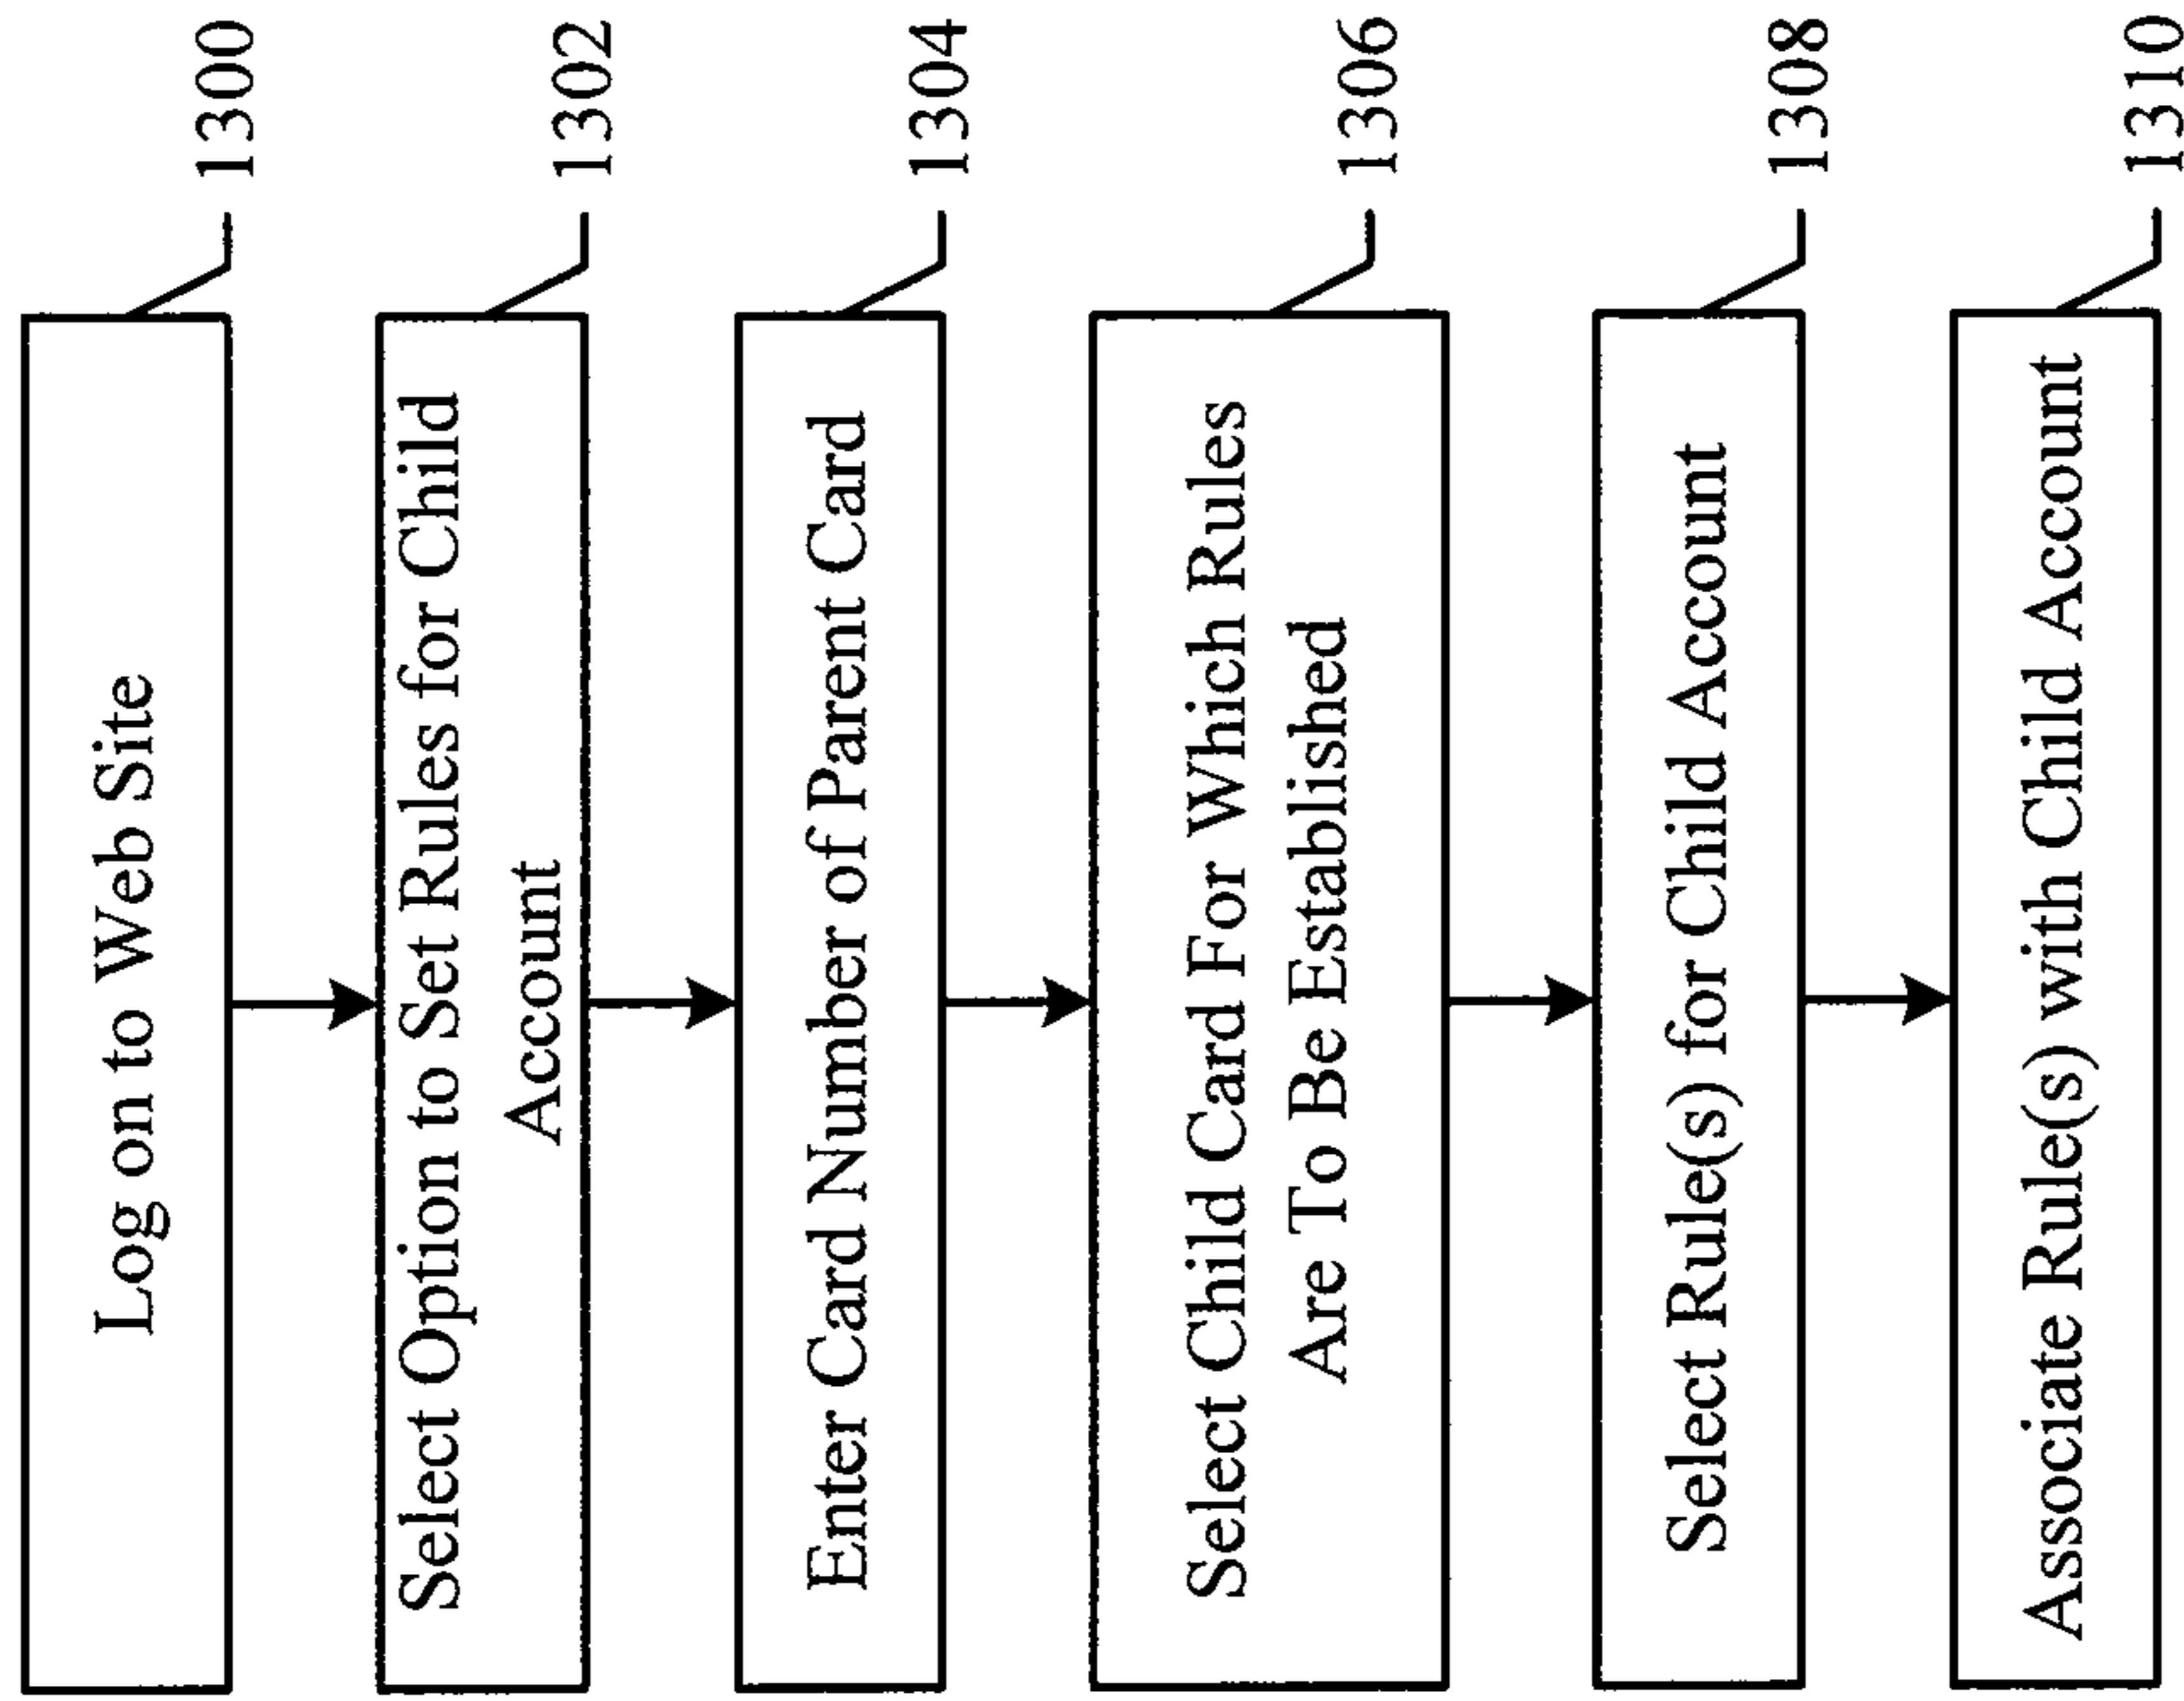 Log on to Web Site
1300
Select Option to Set Rules for Child
Account
1302
Enter Card Number of Parent Card
1304
Select Child Card For Which Rules
Are To Be Established
1306
Select Rule(s) for Child Account
1308
Associate Rule(s) with Child Account
1310